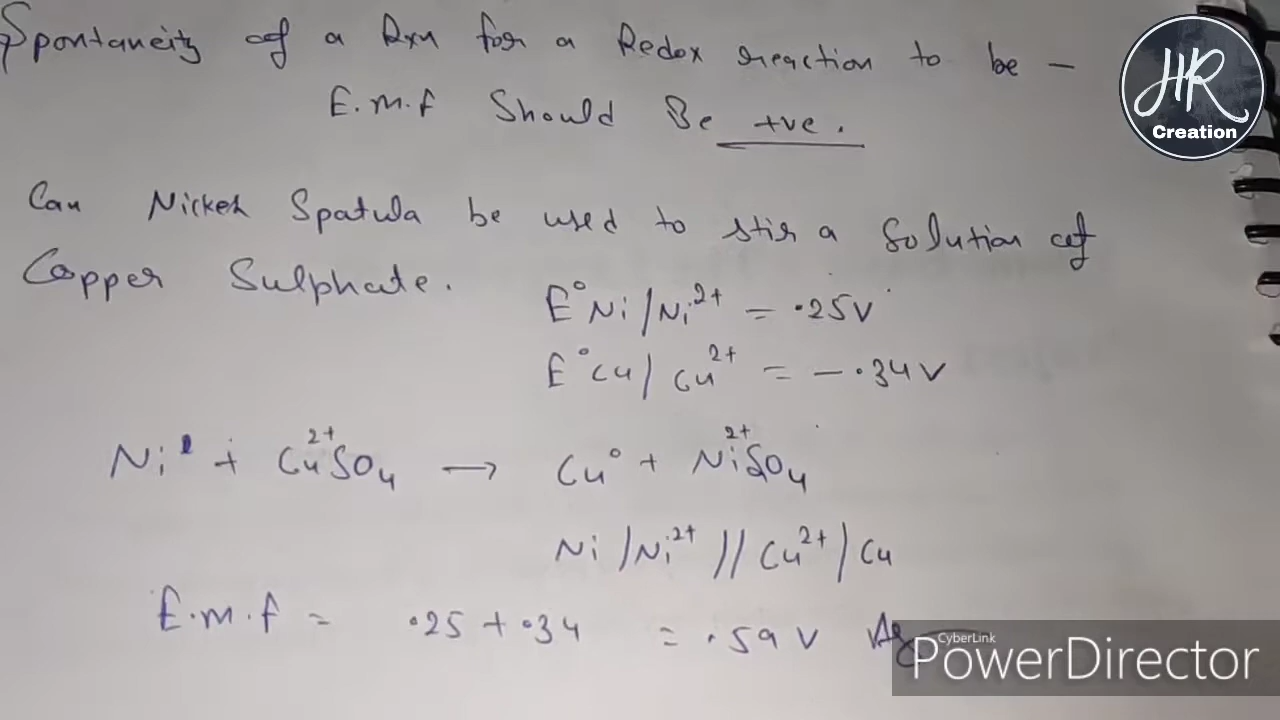 Spontaneity of a Rxn for a Redox reaction to be —
E.m.f Should Be +ve.
HR Creation
Can Nickel Spatula be used to stir a Solution of
Copper Sulphate.
E° Ni/Ni²⁺ = .25V
E° Cu/Cu²⁺ = -.34V
Ni + Cu²⁺SO₄ → Cu° + Ni²⁺SO₄
Ni/Ni²⁺//Cu²⁺/Cu
E.m.f = .25 + .34 = .59 V
CyberLink
PowerDirector